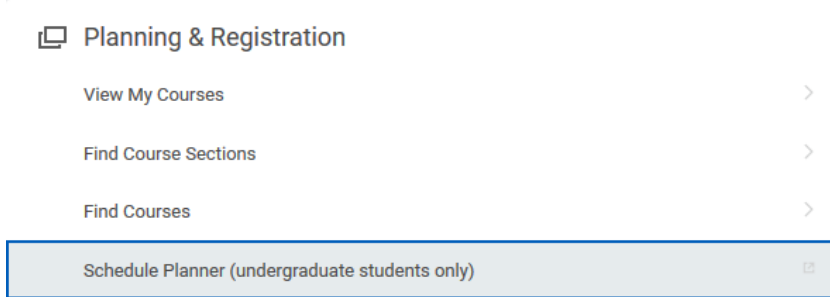 Planning & Registration
View My Courses
Find Course Sections
Find Courses
Schedule Planner (undergraduate students only)